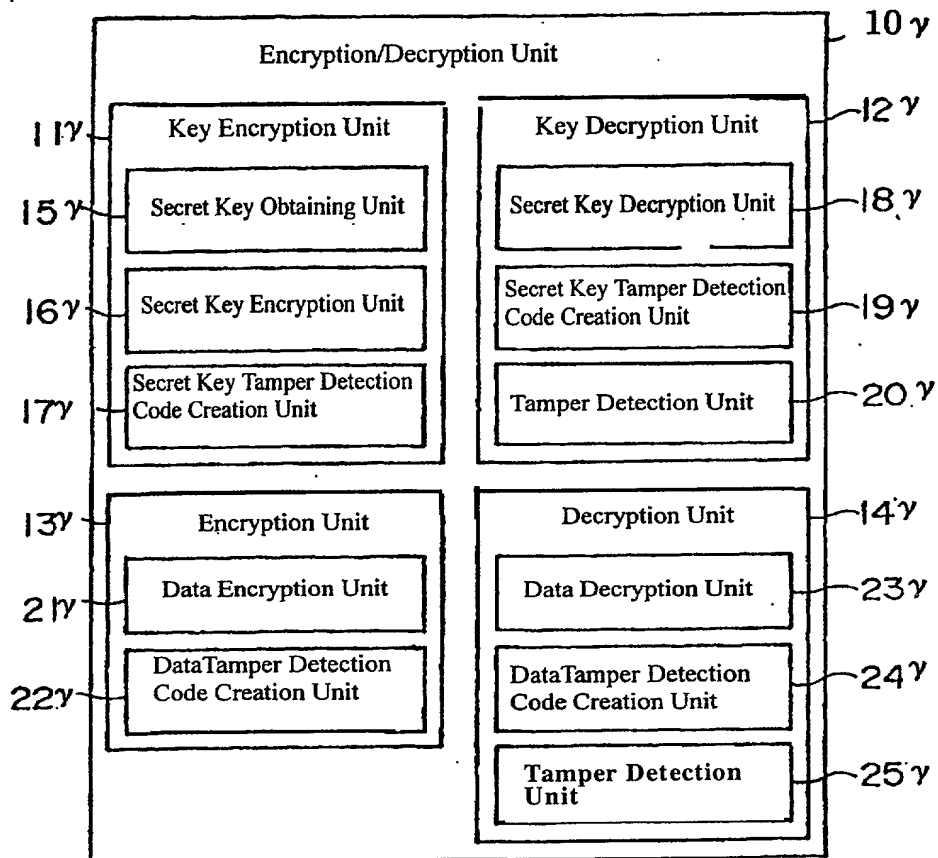 10γ
Encryption/Decryption Unit
11γ
Key Encryption Unit
15γ
Secret Key Obtaining Unit
16γ
Secret Key Encryption Unit
17γ
Secret Key Tamper Detection
Code Creation Unit
12γ
Key Decryption Unit
18γ
Secret Key Decryption Unit
Secret Key Tamper Detection
Code Creation Unit
19γ
Tamper Detection Unit
20γ
13γ
Encryption Unit
21γ
Data Encryption Unit
22γ
DataTamper Detection
Code Creation Unit
14γ
Decryption Unit
Data Decryption Unit
23γ
DataTamper Detection
Code Creation Unit
24γ
Tamper Detection
Unit
25γ